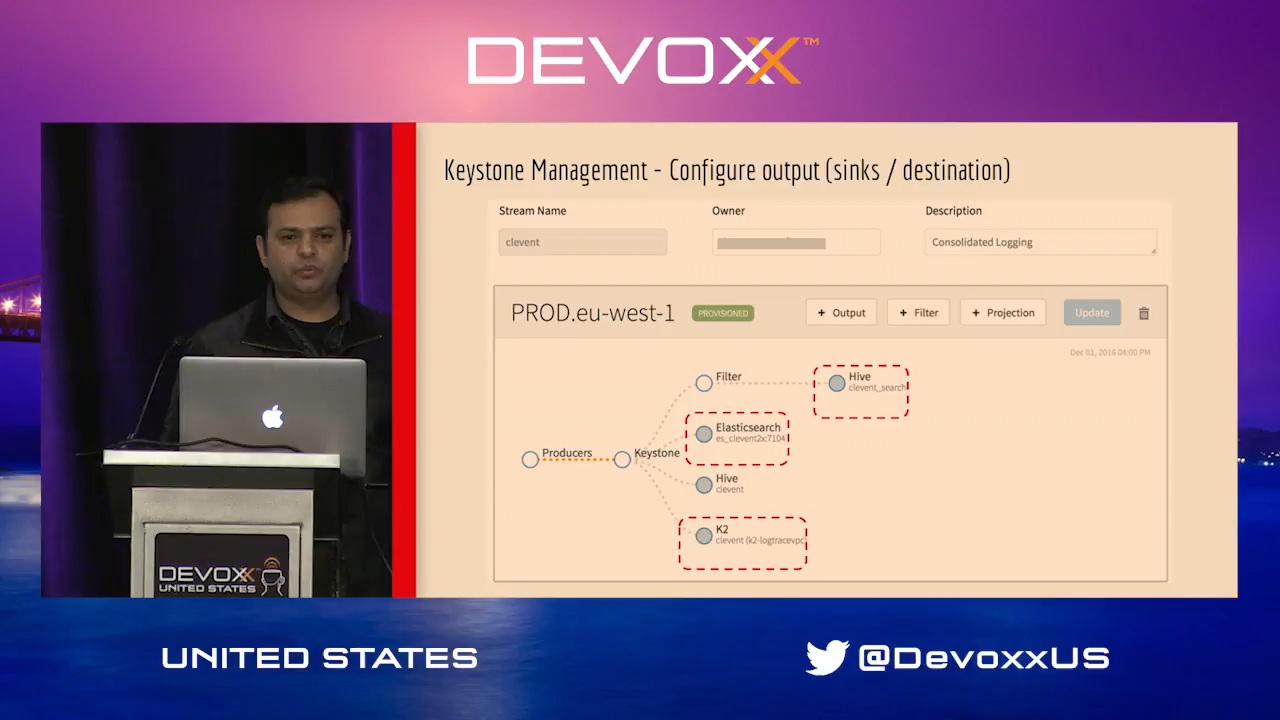 DEVOXX™
Keystone Management - Configure output (sinks / destination)
Stream Name
Owner
Description
clevent
Consolidated Logging
PROD.eu-west-1
PROVISIONED
+ Output
+ Filter
+ Projection
Update
Dec 01, 2016 04:00 PM
Filter
Hive
clevent_search
Elasticsearch
es_clevent2x:7104
Producers
Keystone
Hive
clevent
K2
clevent (k2-logtracevpc
DEVOXX
UNITED STATES
UNITED STATES
@DevoxxUS